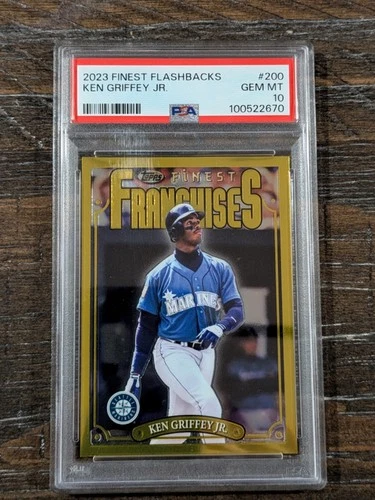 2023 FINEST FLASHBACKS #200
KEN GRIFFEY JR. GEM MT
10
PSA 100522670
Topps FINEST
FRANCHISES
MARINERS
KEN GRIFFEY JR.